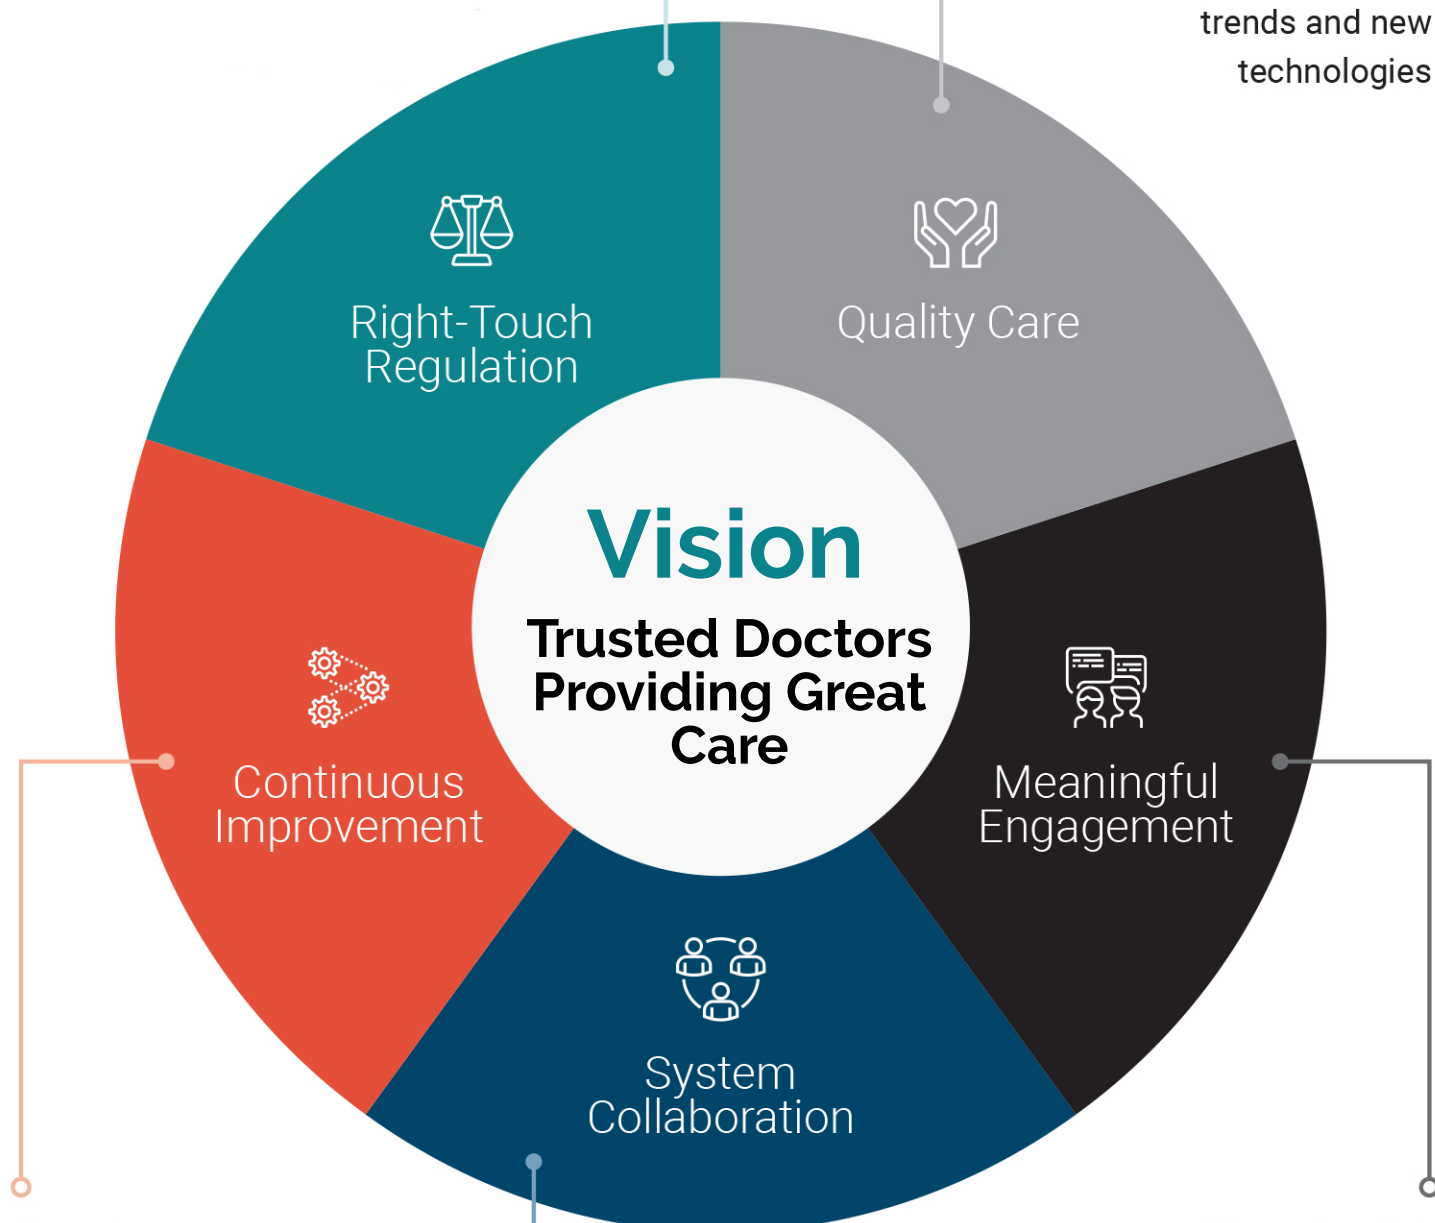 trends and new
technologies
Right-Touch
Regulation
Quality Care
Vision
Trusted Doctors
Providing Great
Care
Continuous
Improvement
Meaningful
Engagement
System
Collaboration